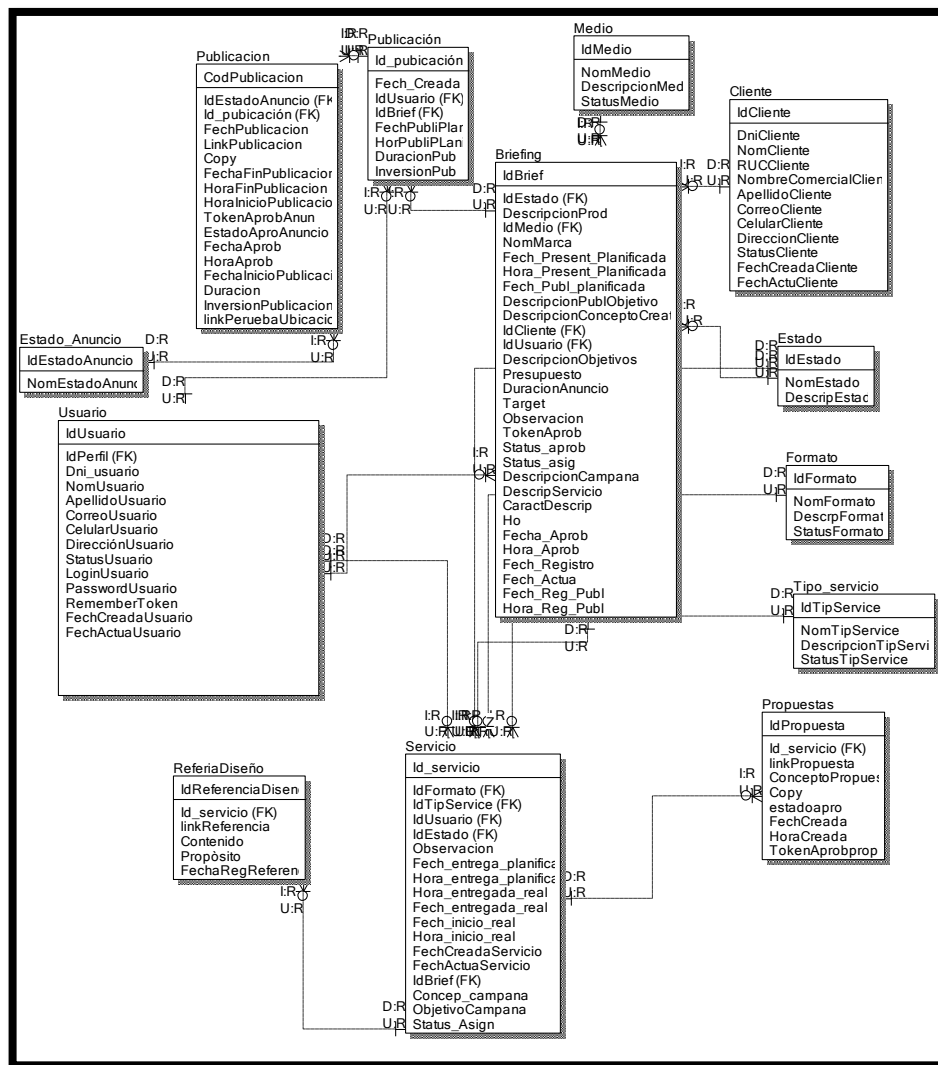 Publicacion
CodPublicacion
IdEstadoAnuncio (FK
Id_pubicación (FK)
FechPublicacion
LinkPublicacion
Copy
FechaFinPublicacion
HoraFinPublicacion
HoraInicioPublicacio
TokenAprobAnun
EstadoAproAnuncio
FechaAprob
HoraAprob
FechaInicioPublicaci
Duracion
InversionPublicacion
linkPeruebaUbicacio
Publicación
Id_pubicación
Fech_Creada
IdUsuario (FK)
IdBrief (FK)
FechPubliPlan
HorPubliPLani
DuracionPub
InversionPub
Medio
IdMedio
NomMedio
DescripcionMed
StatusMedio
Cliente
IdCliente
DniCliente
NomCliente
RUCCliente
NombreComercialClien
ApellidoCliente
CorreoCliente
CelularCliente
DireccionCliente
StatusCliente
FechCreadaCliente
FechActuCliente
Briefing
IdBrief
IdEstado (FK)
DescripcionProd
IdMedio (FK)
NomMarca
Fech_Present_Planificada
Hora_Present_Planificada
Fech_Publ_planificada
DescripcionPublObjetivo
DescripcionConceptoCreat
IdCliente (FK)
IdUsuario (FK)
DescripcionObjetivos
Presupuesto
DuracionAnuncio
Target
Observacion
TokenAprob
Status_aprob
Status_asig
DescripcionCampana
DescripServicio
CaractDescrip
Ho
Fecha_Aprob
Hora_Aprob
Fech_Registro
Fech_Actua
Fech_Reg_Publ
Hora_Reg_Publ
Estado_Anuncio
IdEstadoAnuncio
NomEstadoAnunc
Estado
IdEstado
NomEstado
DescripEstad
Usuario
IdUsuario
IdPerfil (FK)
Dni_usuario
NomUsuario
ApellidoUsuario
CorreoUsuario
CelularUsuario
DirecciónUsuario
StatusUsuario
LoginUsuario
PasswordUsuario
RememberToken
FechCreadaUsuario
FechActuaUsuario
Formato
IdFormato
NomFormato
DescrpFormat
StatusFormato
Tipo_servicio
IdTipService
NomTipService
DescripcionTipServi
StatusTipService
Propuestas
IdPropuesta
Id_servicio (FK)
linkPropuesta
ConceptoPropues
Copy
estadoapro
FechCreada
HoraCreada
TokenAprobprop
ReferiaDiseño
IdReferenciaDiseñ
Id_servicio (FK)
linkReferencia
Contenido
Propòsito
FechaRegReferen
Servicio
Id_servicio
IdFormato (FK)
IdTipService (FK)
IdUsuario (FK)
IdEstado (FK)
Observacion
Fech_entrega_planifica
Hora_entrega_planifica
Hora_entregada_real
Fech_entregada_real
Fech_inicio_real
Hora_inicio_real
FechCreadaServicio
FechActuaServicio
IdBrief (FK)
Concep_campana
ObjetivoCampana
Status_Asign
I:R
U:R
D:R
U:R